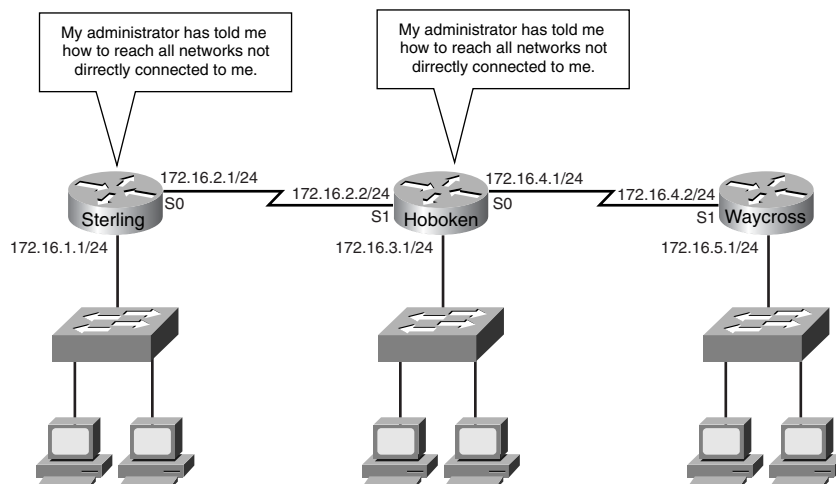 My administrator has told me
how to reach all networks not
dirrectly connected to me.
My administrator has told me
how to reach all networks not
dirrectly connected to me.
172.16.2.1/24
S0
Sterling
172.16.1.1/24
172.16.2.2/24
S1
Hoboken
172.16.4.1/24
S0
172.16.3.1/24
172.16.4.2/24
S1
Waycross
172.16.5.1/24